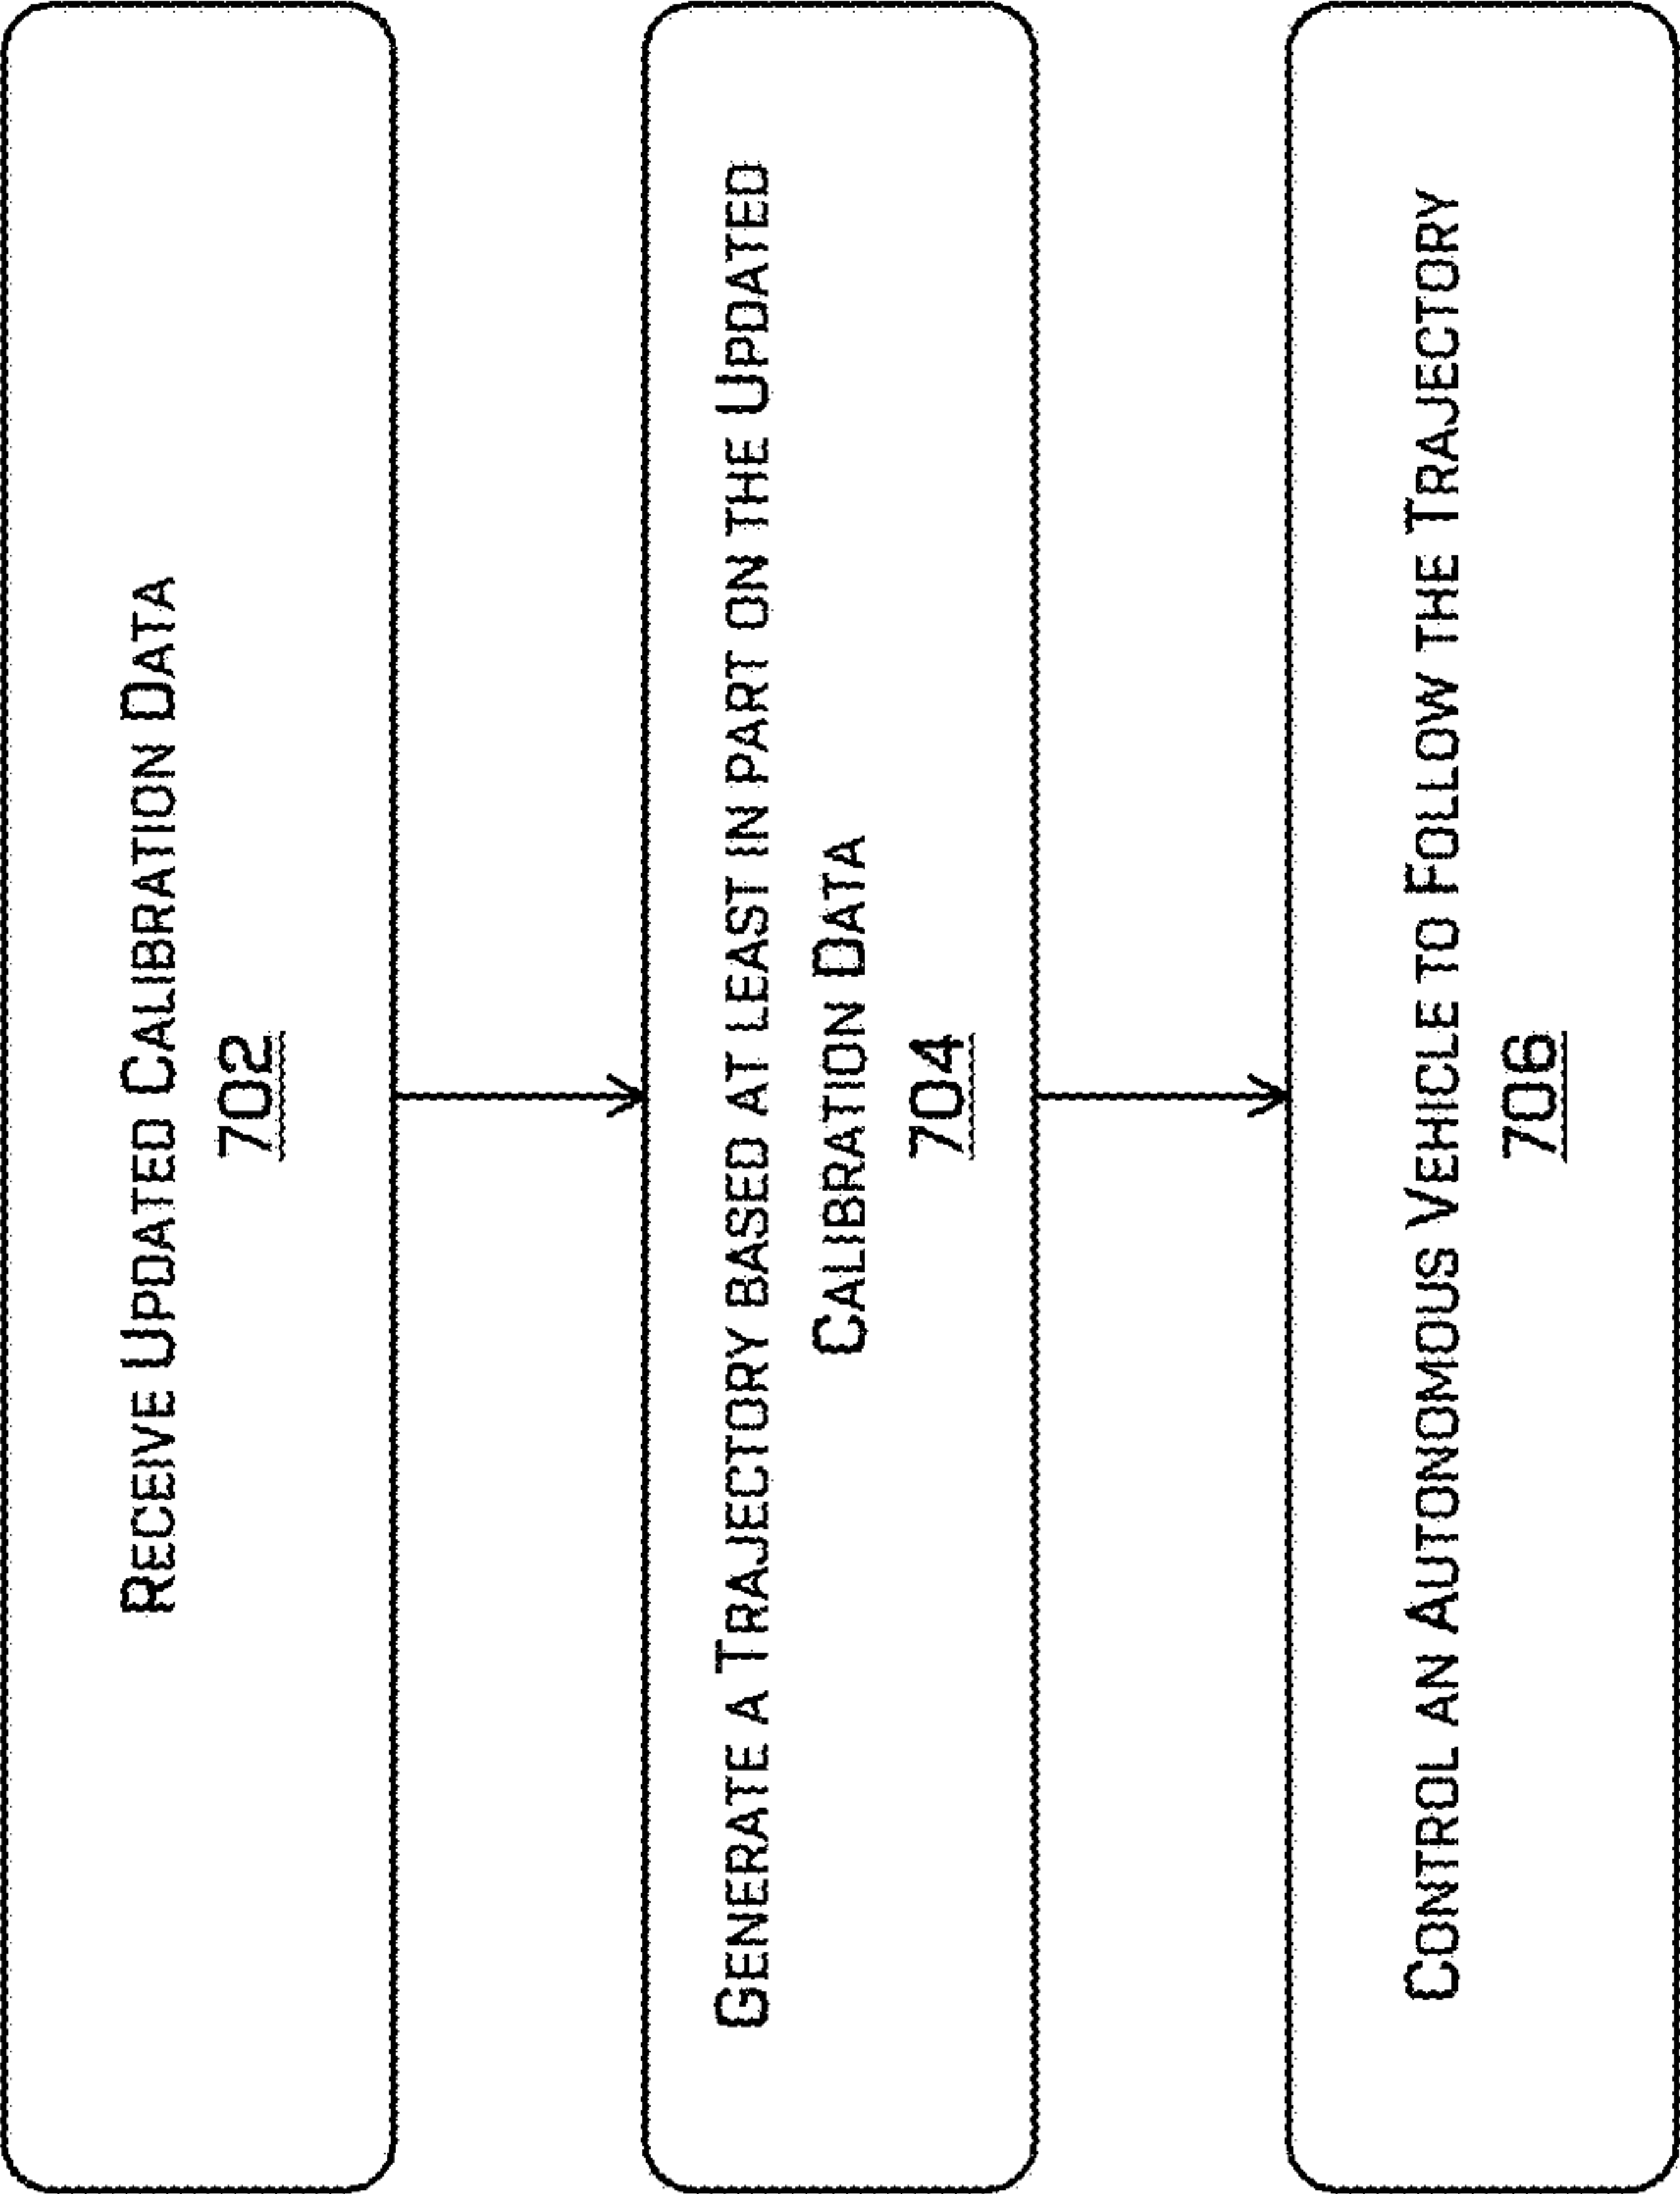 RECEIVE UPDATED CALIBRATION DATA
702
GENERATE A TRAJECTORY BASED AT LEAST IN PART ON THE UPDATED
CALIBRATION DATA
704
CONTROL AN AUTONOMOUS VEHICLE TO FOLLOW THE TRAJECTORY
706